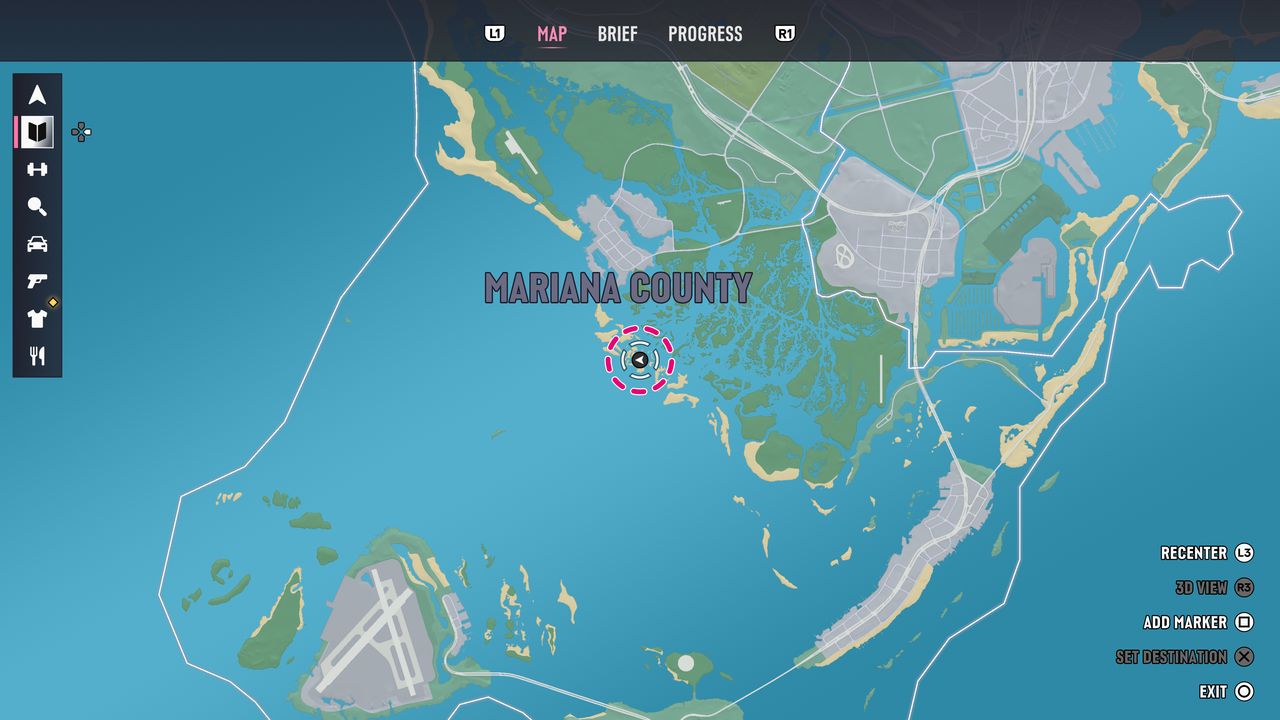 L1 MAP BRIEF PROGRESS R1
MARIANA COUNTY
RECENTER L3
3D VIEW R3
ADD MARKER
SET DESTINATION
EXIT